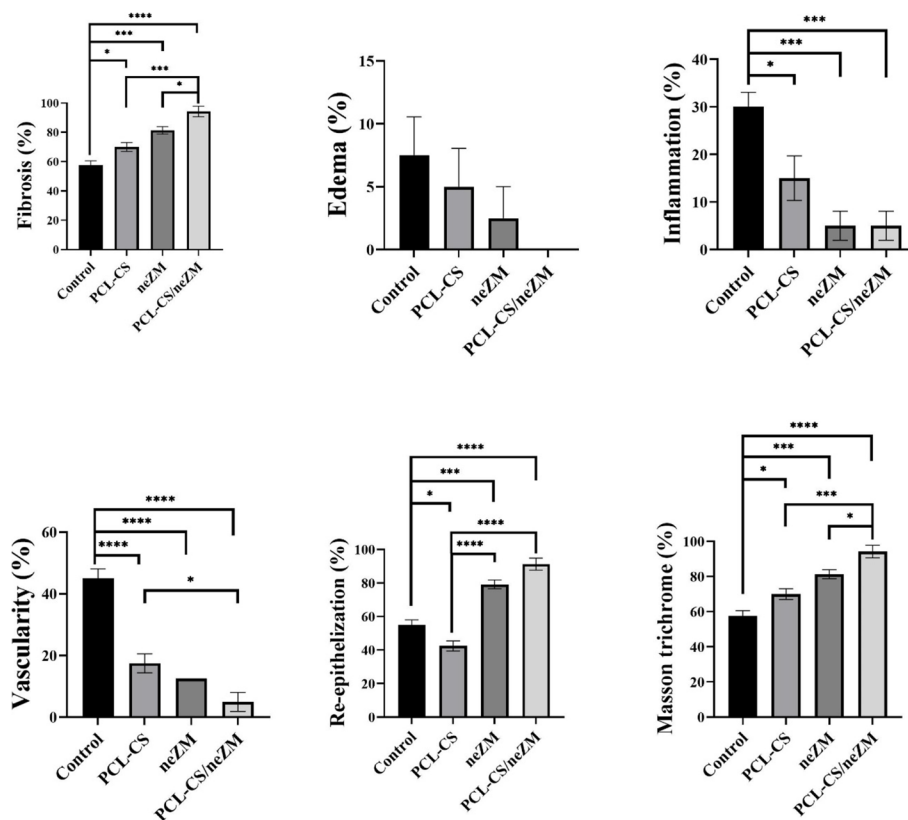 ****
***
*
***
*
100
80
60
40
20
0
Fibrosis (%)
Control
PCL-CS
neZM
PCL-CS/neZM
15
10
5
0
Edema (%)
Control
PCL-CS
neZM
PCL-CS/neZM
***
***
*
40
30
20
10
0
Inflammation (%)
Control
PCL-CS
neZM
PCL-CS/neZM
****
****
****
*
60
40
20
0
Vascularity (%)
Control
PCL-CS
neZM
PCL-CS/neZM
****
***
*
****
****
100
80
60
40
20
0
Re-epithelization (%)
Control
PCL-CS
neZM
PCL-CS/neZM
****
***
*
***
*
100
80
60
40
20
0
Masson trichrome (%)
Control
PCL-CS
neZM
PCL-CS/neZM